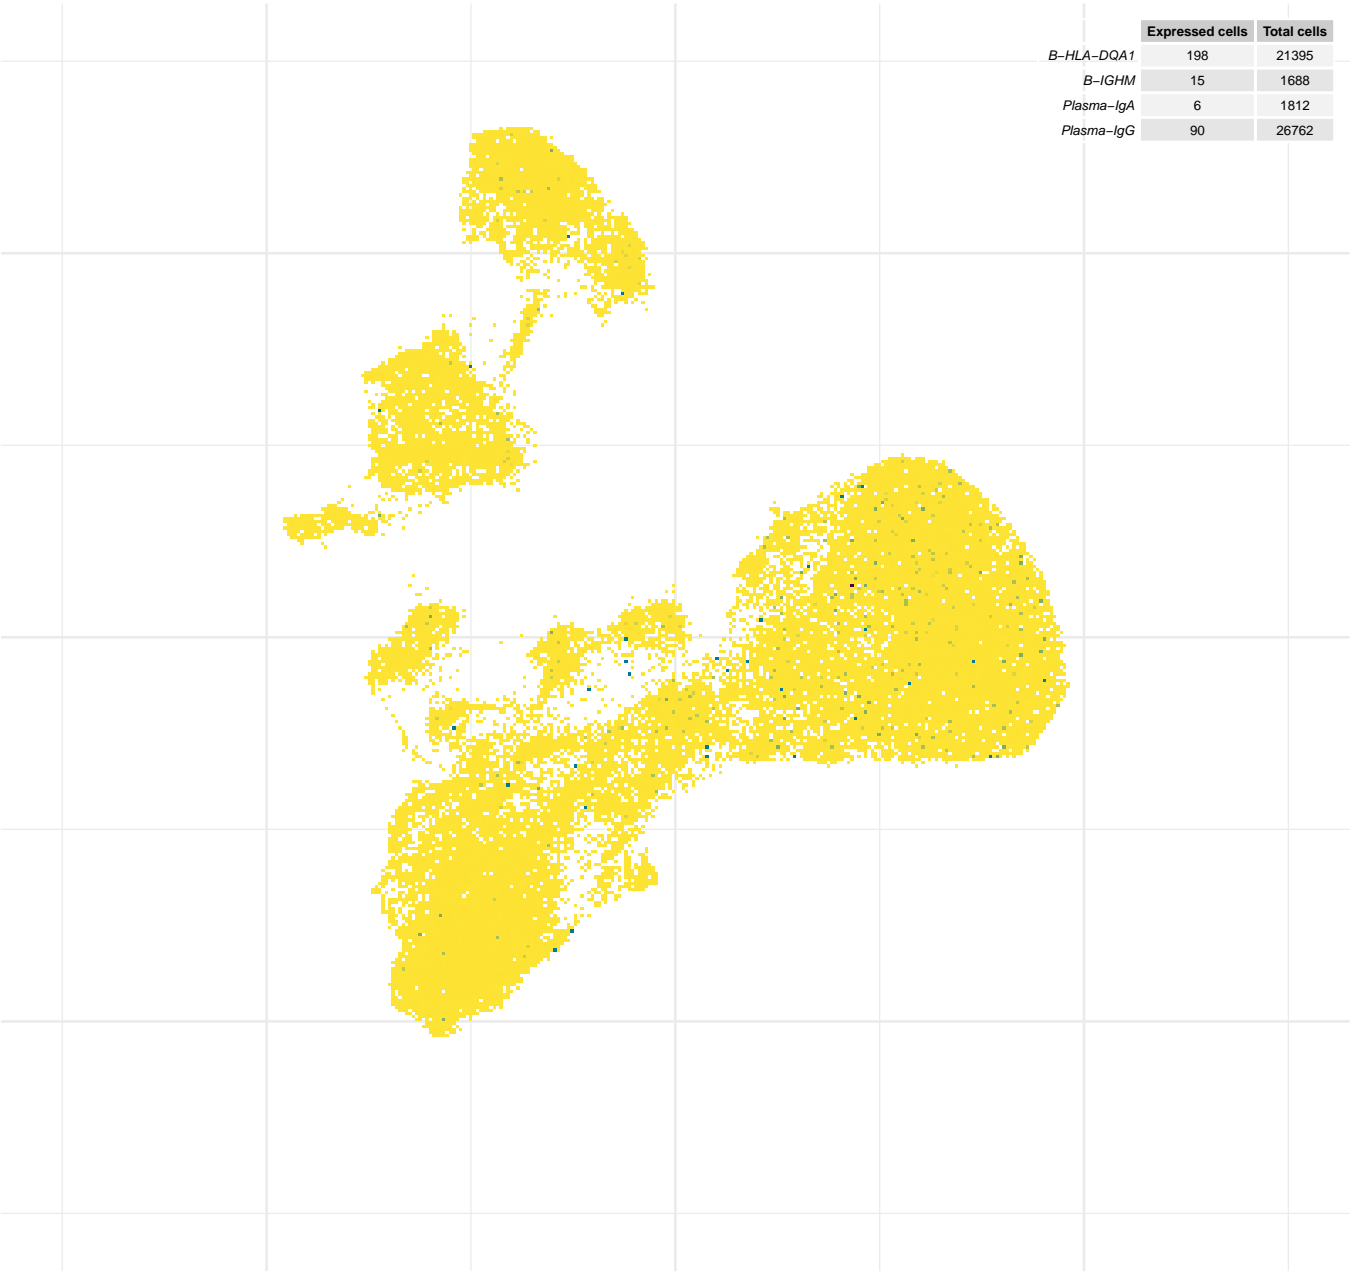 Expressed cells Total cells
B−HLA−DQA1 198 21395
B−IGHM 15 1688
Plasma−IgA 6 1812
Plasma−IgG 90 26762